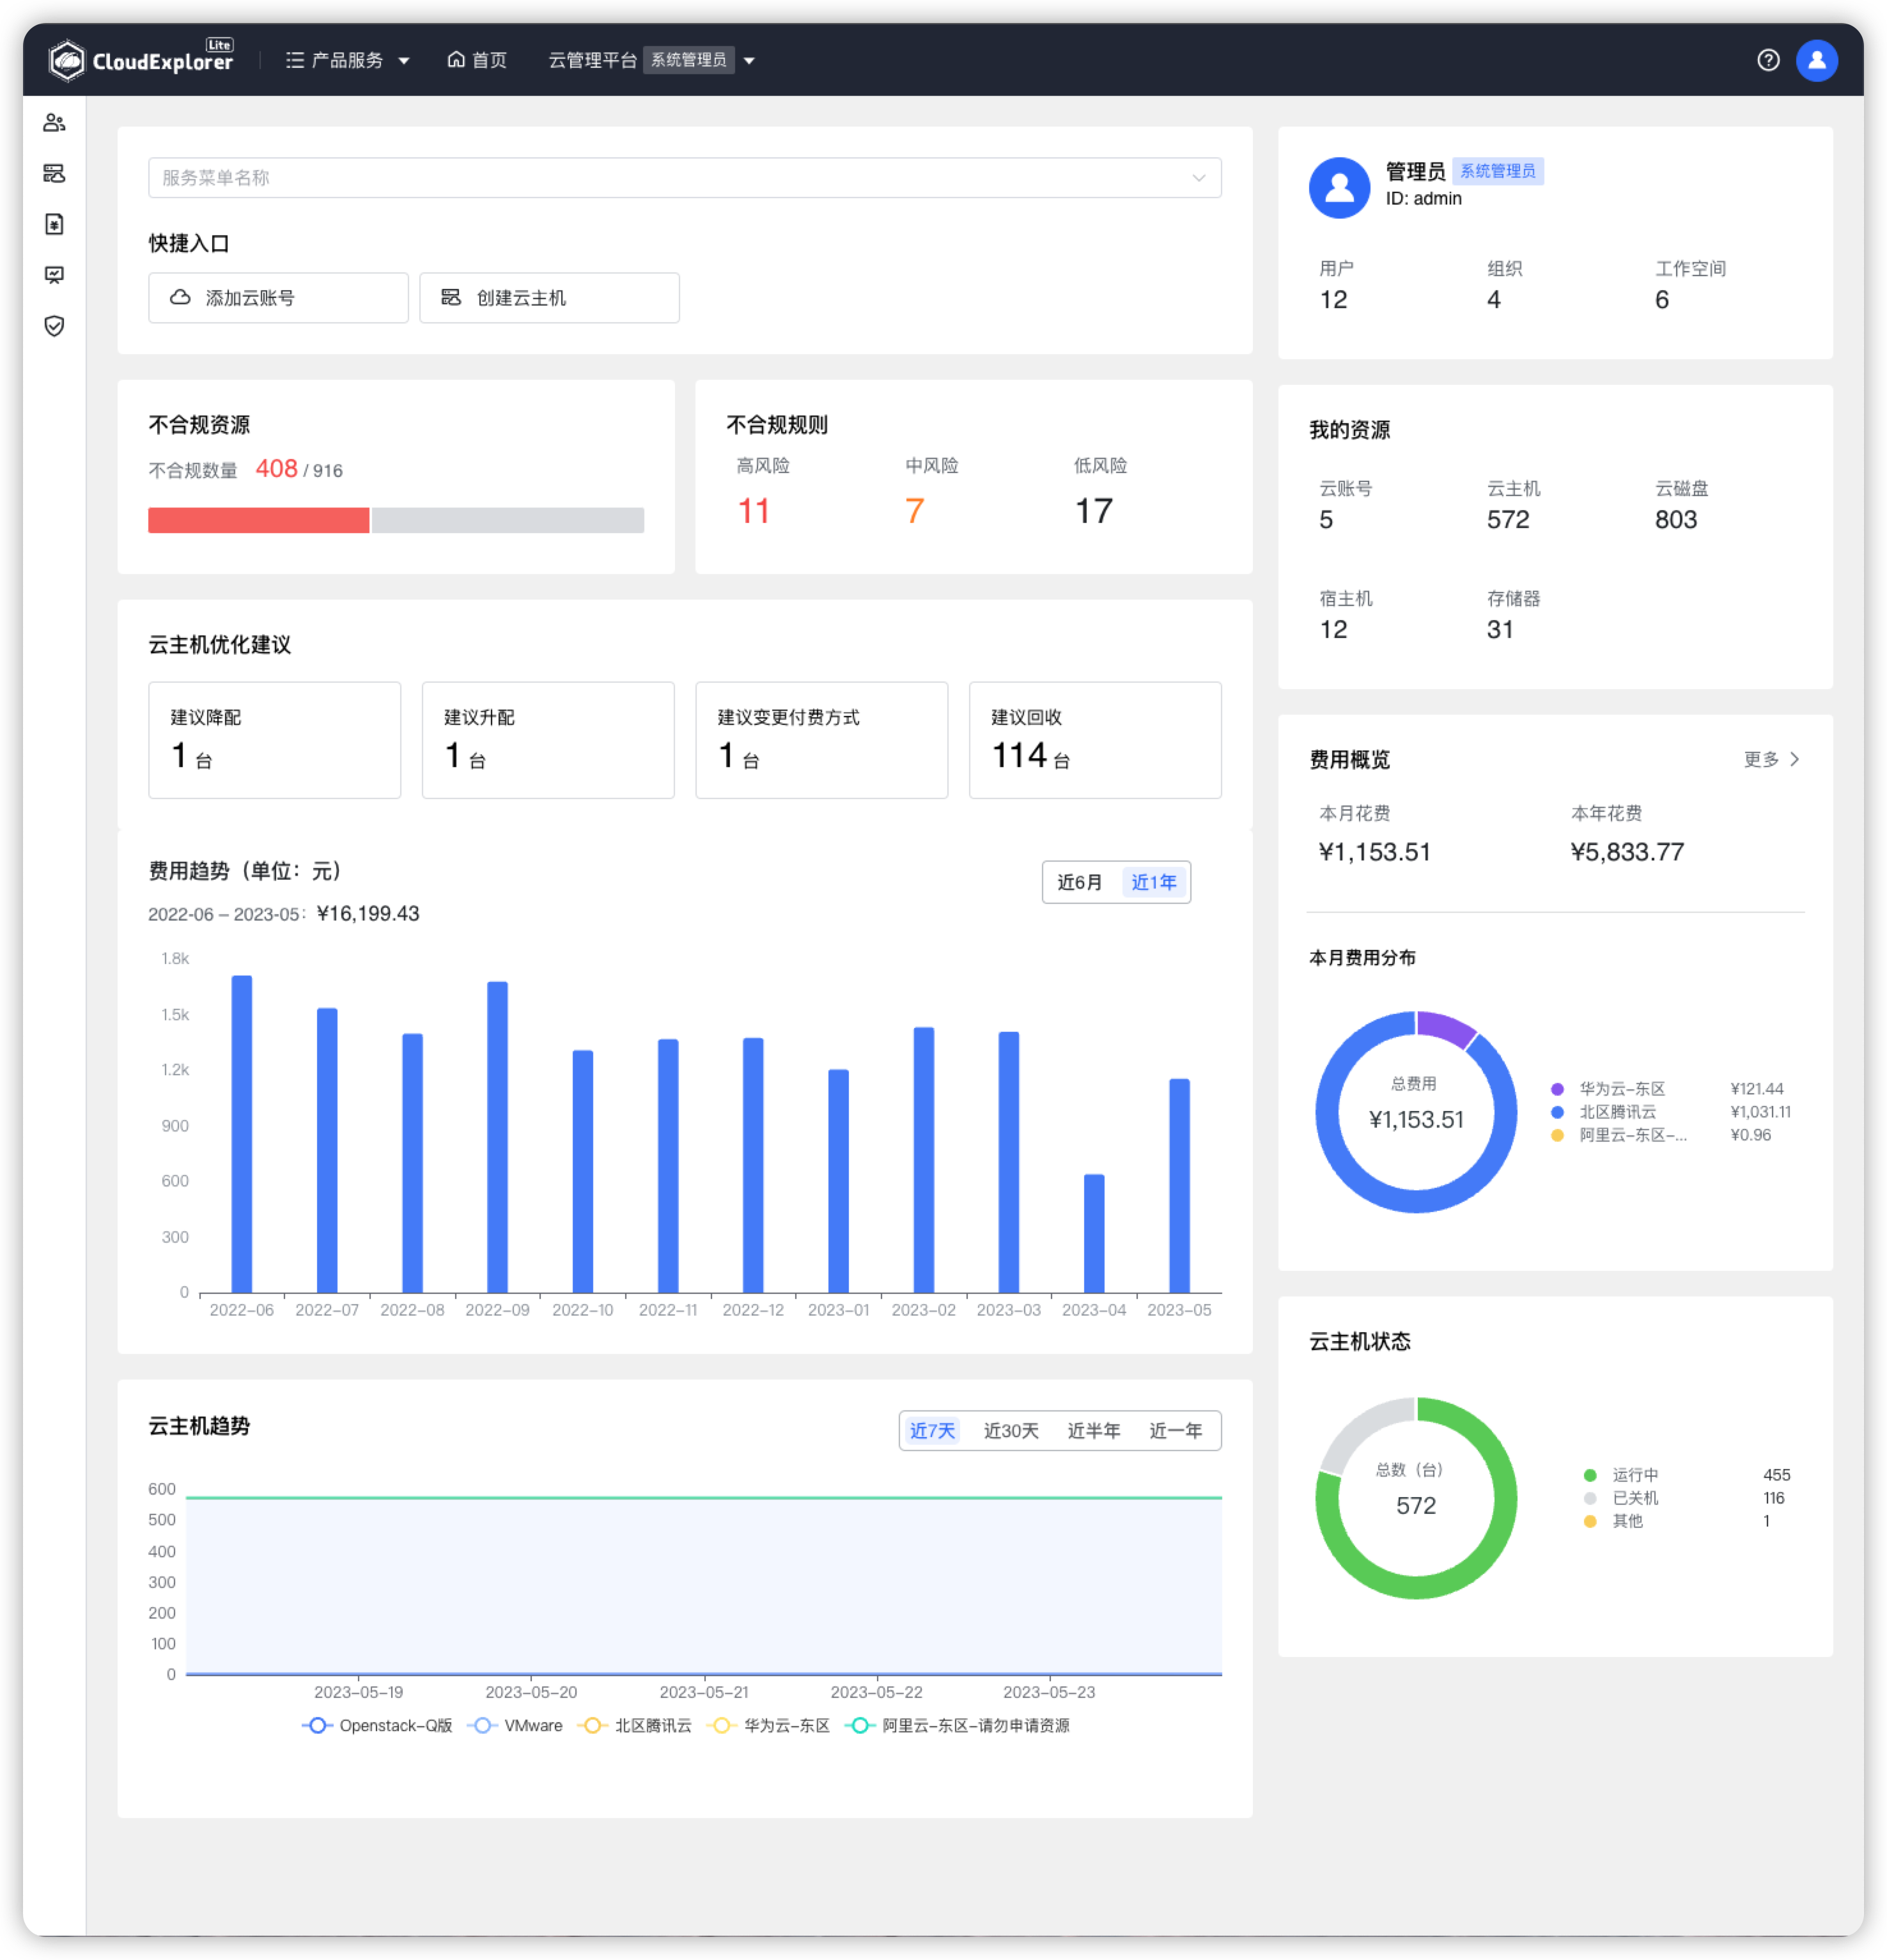 CloudExplorer Lite
产品服务
首页
云管理平台 系统管理员
服务菜单名称
快捷入口
添加云账号
创建云主机
管理员 系统管理员
ID: admin
用户 组织 工作空间
12 4 6
不合规资源
不合规数量 408 / 916
不合规规则
高风险 中风险 低风险
11 7 17
我的资源
云账号 云主机 云磁盘
5 572 803
宿主机 存储器
12 31
云主机优化建议
建议降配 建议升配 建议变更付费方式 建议回收
1 台 1 台 1 台 114 台
费用概览 更多
本月花费 本年花费
¥1,153.51 ¥5,833.77
费用趋势（单位：元）
近6月 近1年
2022-06 – 2023-05： ¥16,199.43
1.8k
1.5k
1.2k
900
600
300
0
2022-06 2022-07 2022-08 2022-09 2022-10 2022-11 2022-12 2023-01 2023-02 2023-03 2023-04 2023-05
本月费用分布
总费用
¥1,153.51
华为云-东区 ¥121.44
北区腾讯云 ¥1,031.11
阿里云-东区-... ¥0.96
云主机趋势
近7天 近30天 近半年 近一年
600
500
400
300
200
100
0
2023-05-19 2023-05-20 2023-05-21 2023-05-22 2023-05-23
Openstack-Q版 VMware 北区腾讯云 华为云-东区 阿里云-东区-请勿申请资源
云主机状态
总数（台）
572
运行中 455
已关机 116
其他 1